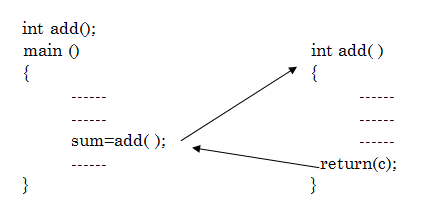 int add();
main ()
{
------
------
sum=add( );
------
}
int add( )
{
------
------
------
return(c);
}